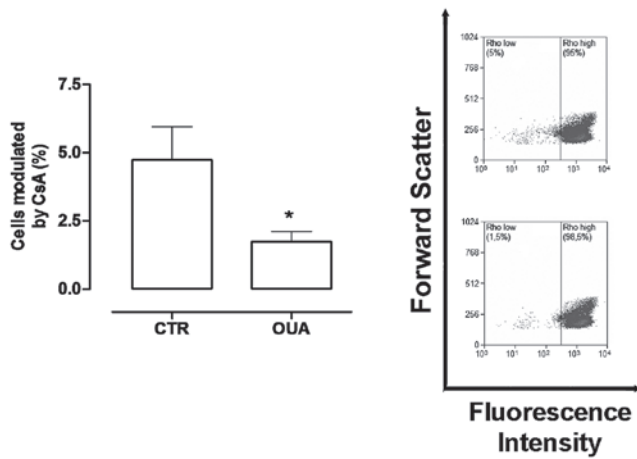 7.5
5.0
2.5
0.0
Cells modulated
by CsA (%)
*
CTR
OUA
Forward Scatter
1024
768
512
256
0
Rho low
(5%)
Rho high
(95%)
10⁰ 10¹ 10² 10³ 10⁴
1024
768
512
256
0
Rho low
(1,5%)
Rho high
(98,5%)
10⁰ 10¹ 10² 10³ 10⁴
Fluorescence
Intensity